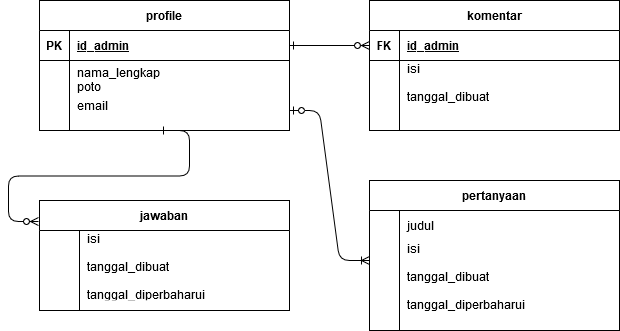 profile
PK id_admin
nama_lengkap
poto
email
komentar
FK id_admin
isi
tanggal_dibuat
jawaban
isi
tanggal_dibuat
tanggal_diperbaharui
pertanyaan
judul
isi
tanggal_dibuat
tanggal_diperbaharui